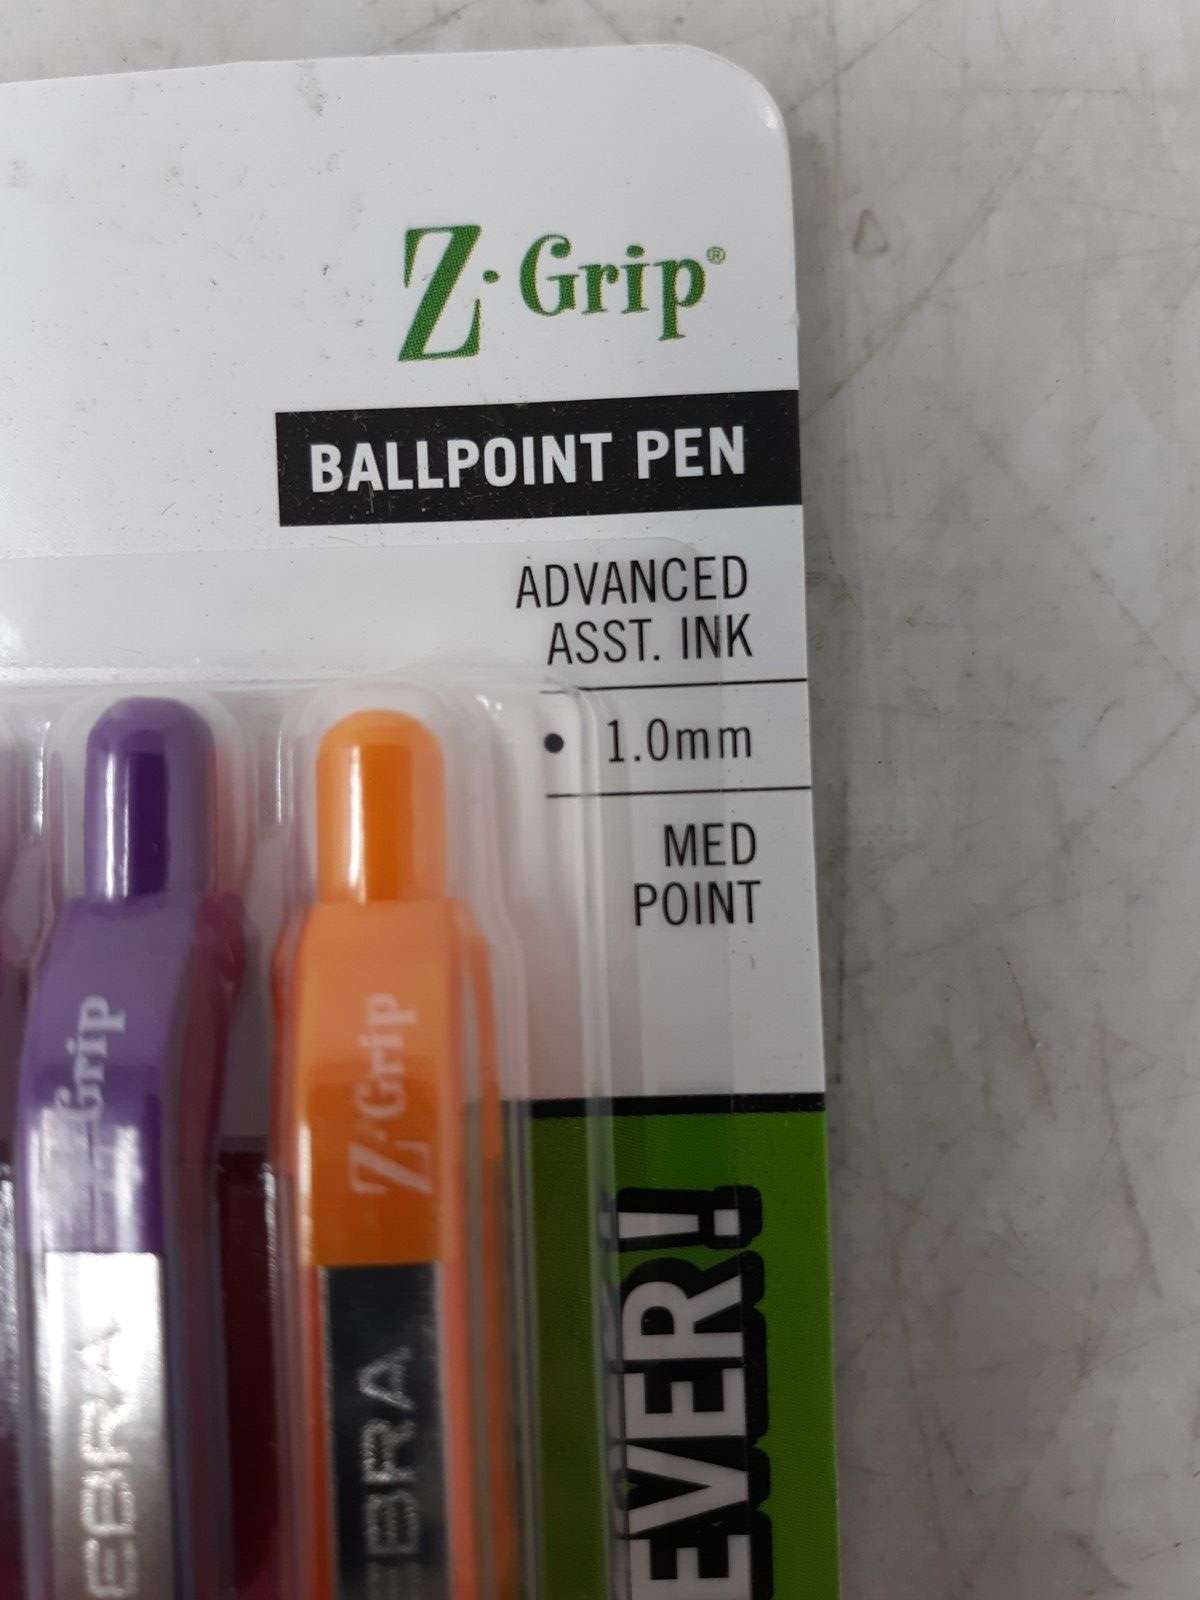 Z·Grip®
BALLPOINT PEN
ADVANCED
ASST. INK
• 1.0mm
MED
POINT
Grip
Z·Grip
EBRA
EBRA
EVER!